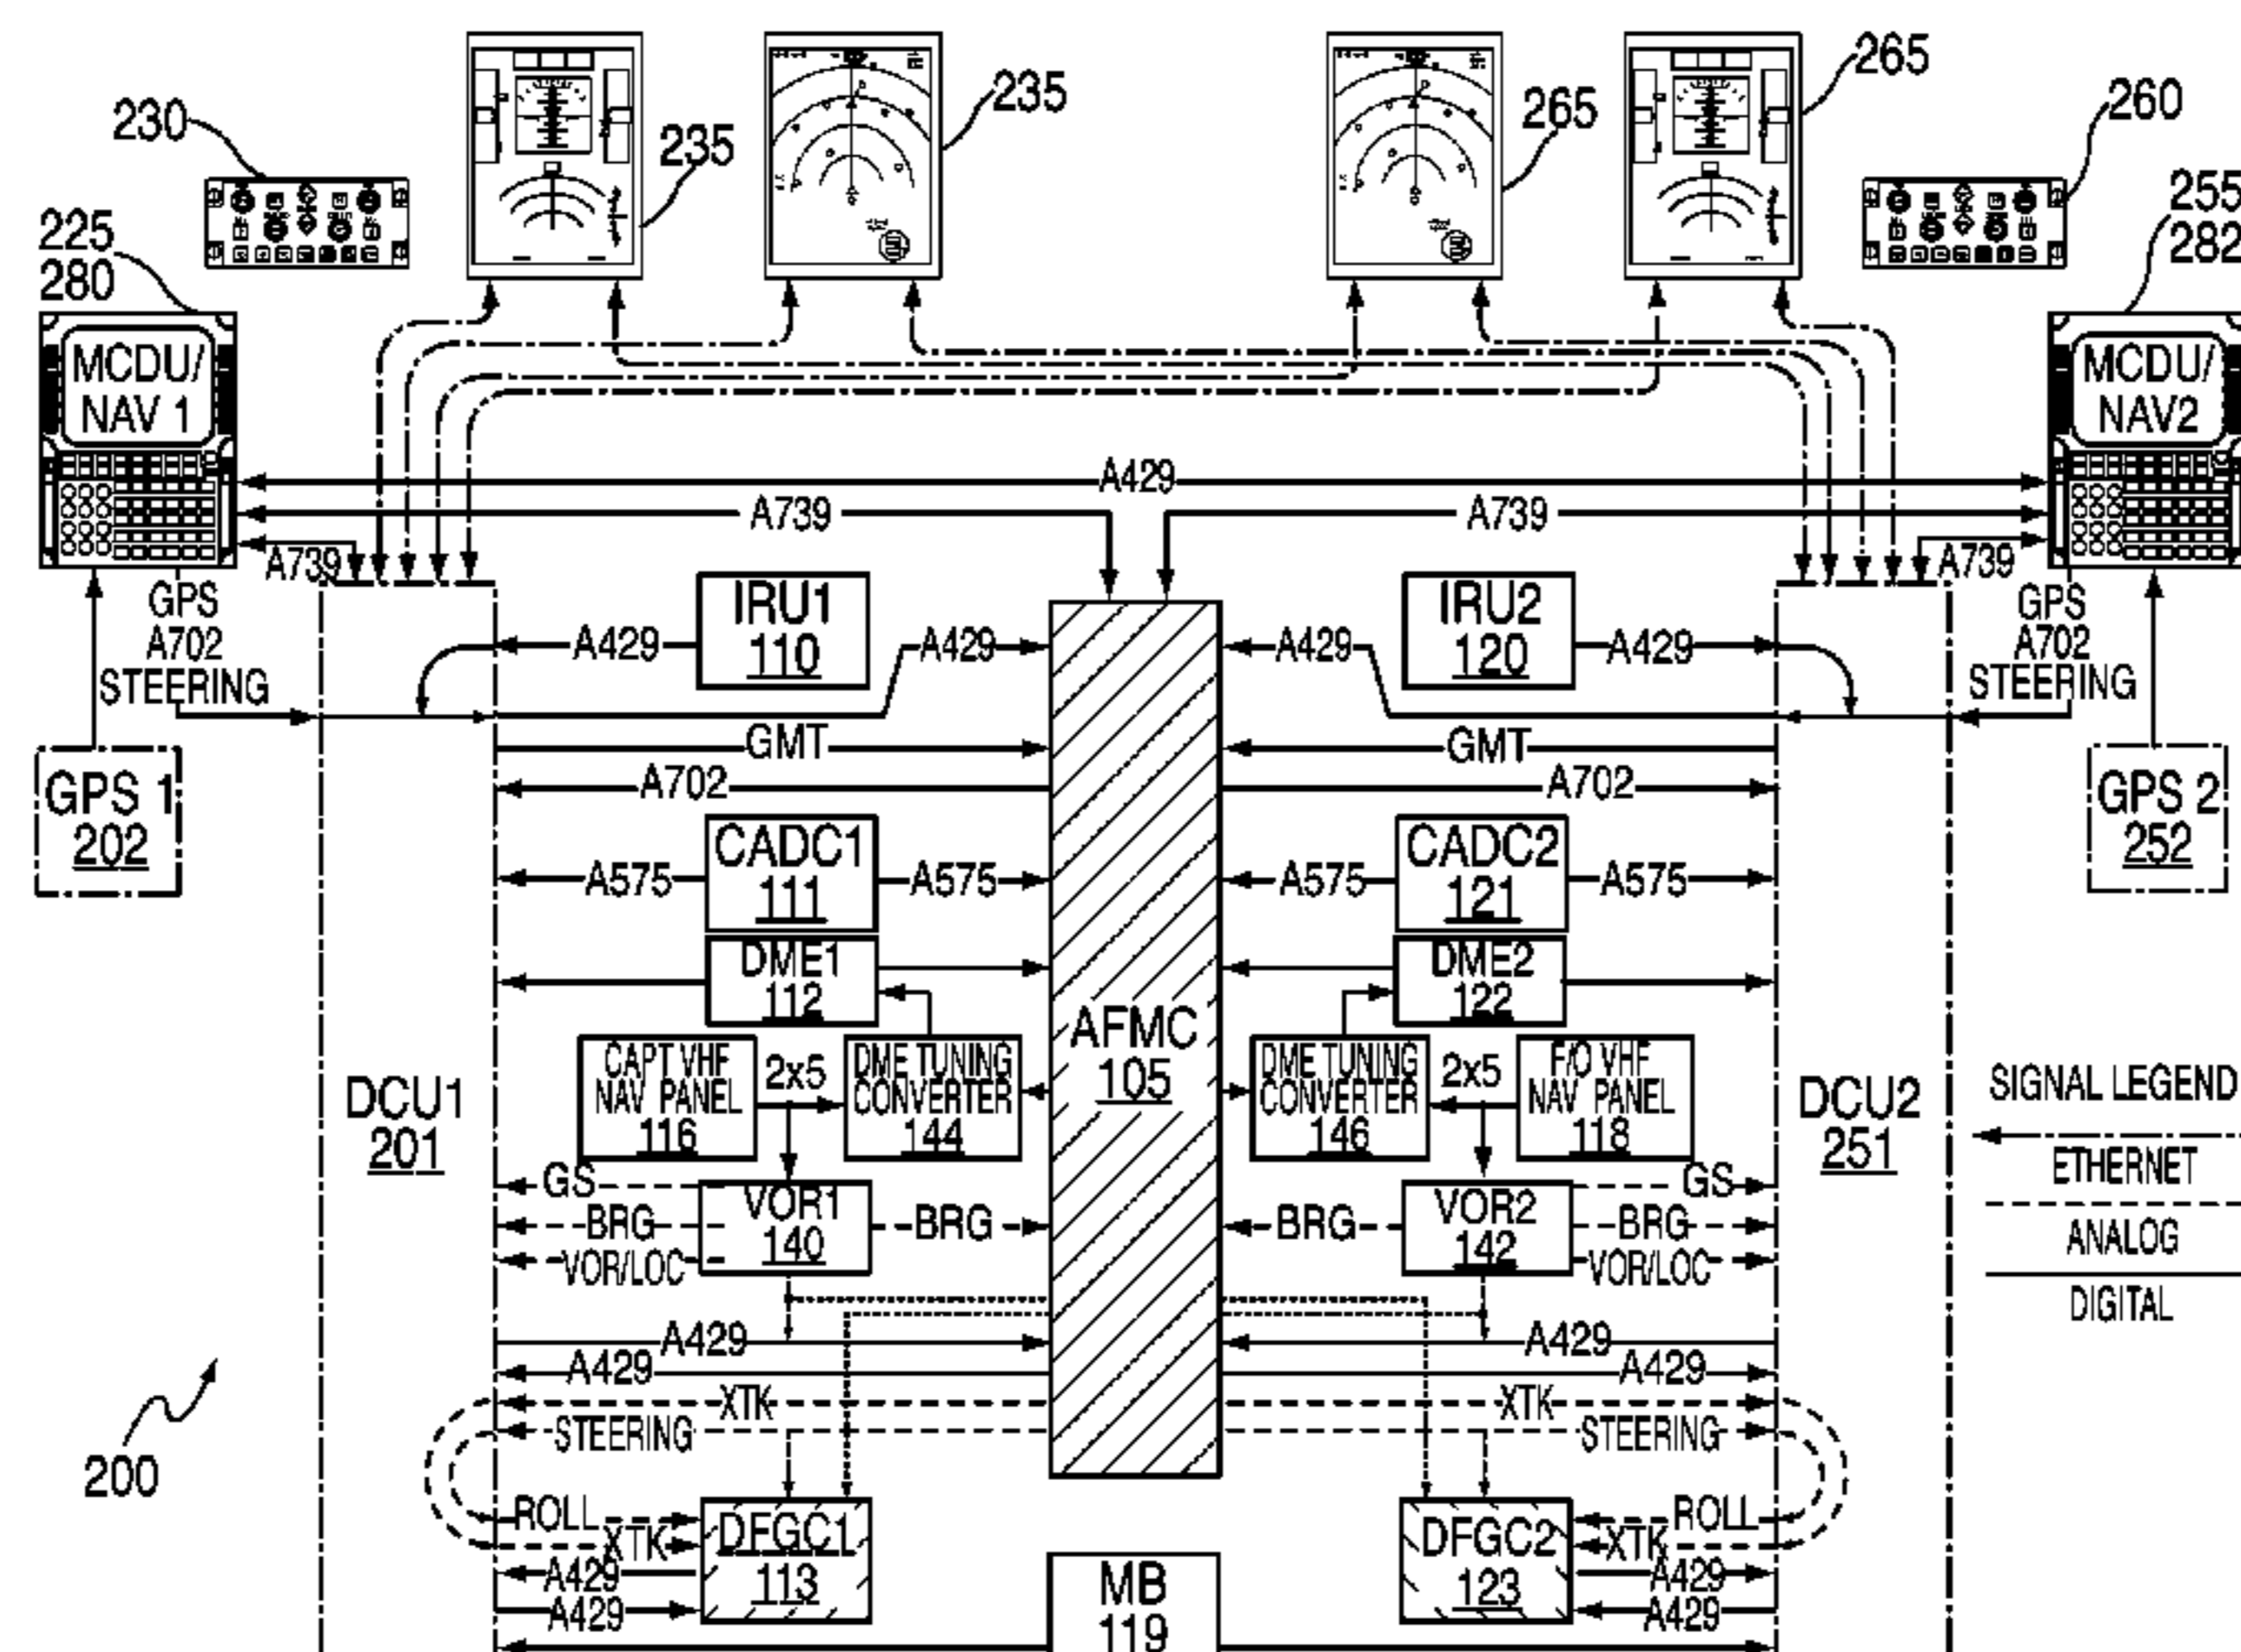 230
235
235
265
265
260
225
280
255
282
MCDU/
NAV 1
MCDU/
NAV2
A429
A739
A739
A739
A739
GPS
A702
STEERING
GPS
A702
STEERING
IRU1
110
IRU2
120
A429
A429
A429
A429
GMT
GMT
A702
A702
GPS 1
202
GPS 2
252
CADC1
111
CADC2
121
A575
A575
A575
A575
DME1
112
DME2
122
AFMC
105
CAPT VHF
NAV PANEL
116
2x5
DME TUNING
CONVERTER
144
DME TUNING
CONVERTER
146
2x5
F/O VHF
NAV PANEL
118
DCU1
201
DCU2
251
SIGNAL LEGEND
ETHERNET
ANALOG
DIGITAL
GS
BRG
VOR/LOC
VOR1
140
BRG
BRG
VOR2
142
GS
BRG
VOR/LOC
A429
A429
A429
A429
XTK
XTK
STEERING
STEERING
200
ROLL
XTK
A429
A429
DFGC1
113
DFGC2
123
ROLL
XTK
A429
A429
MB
119